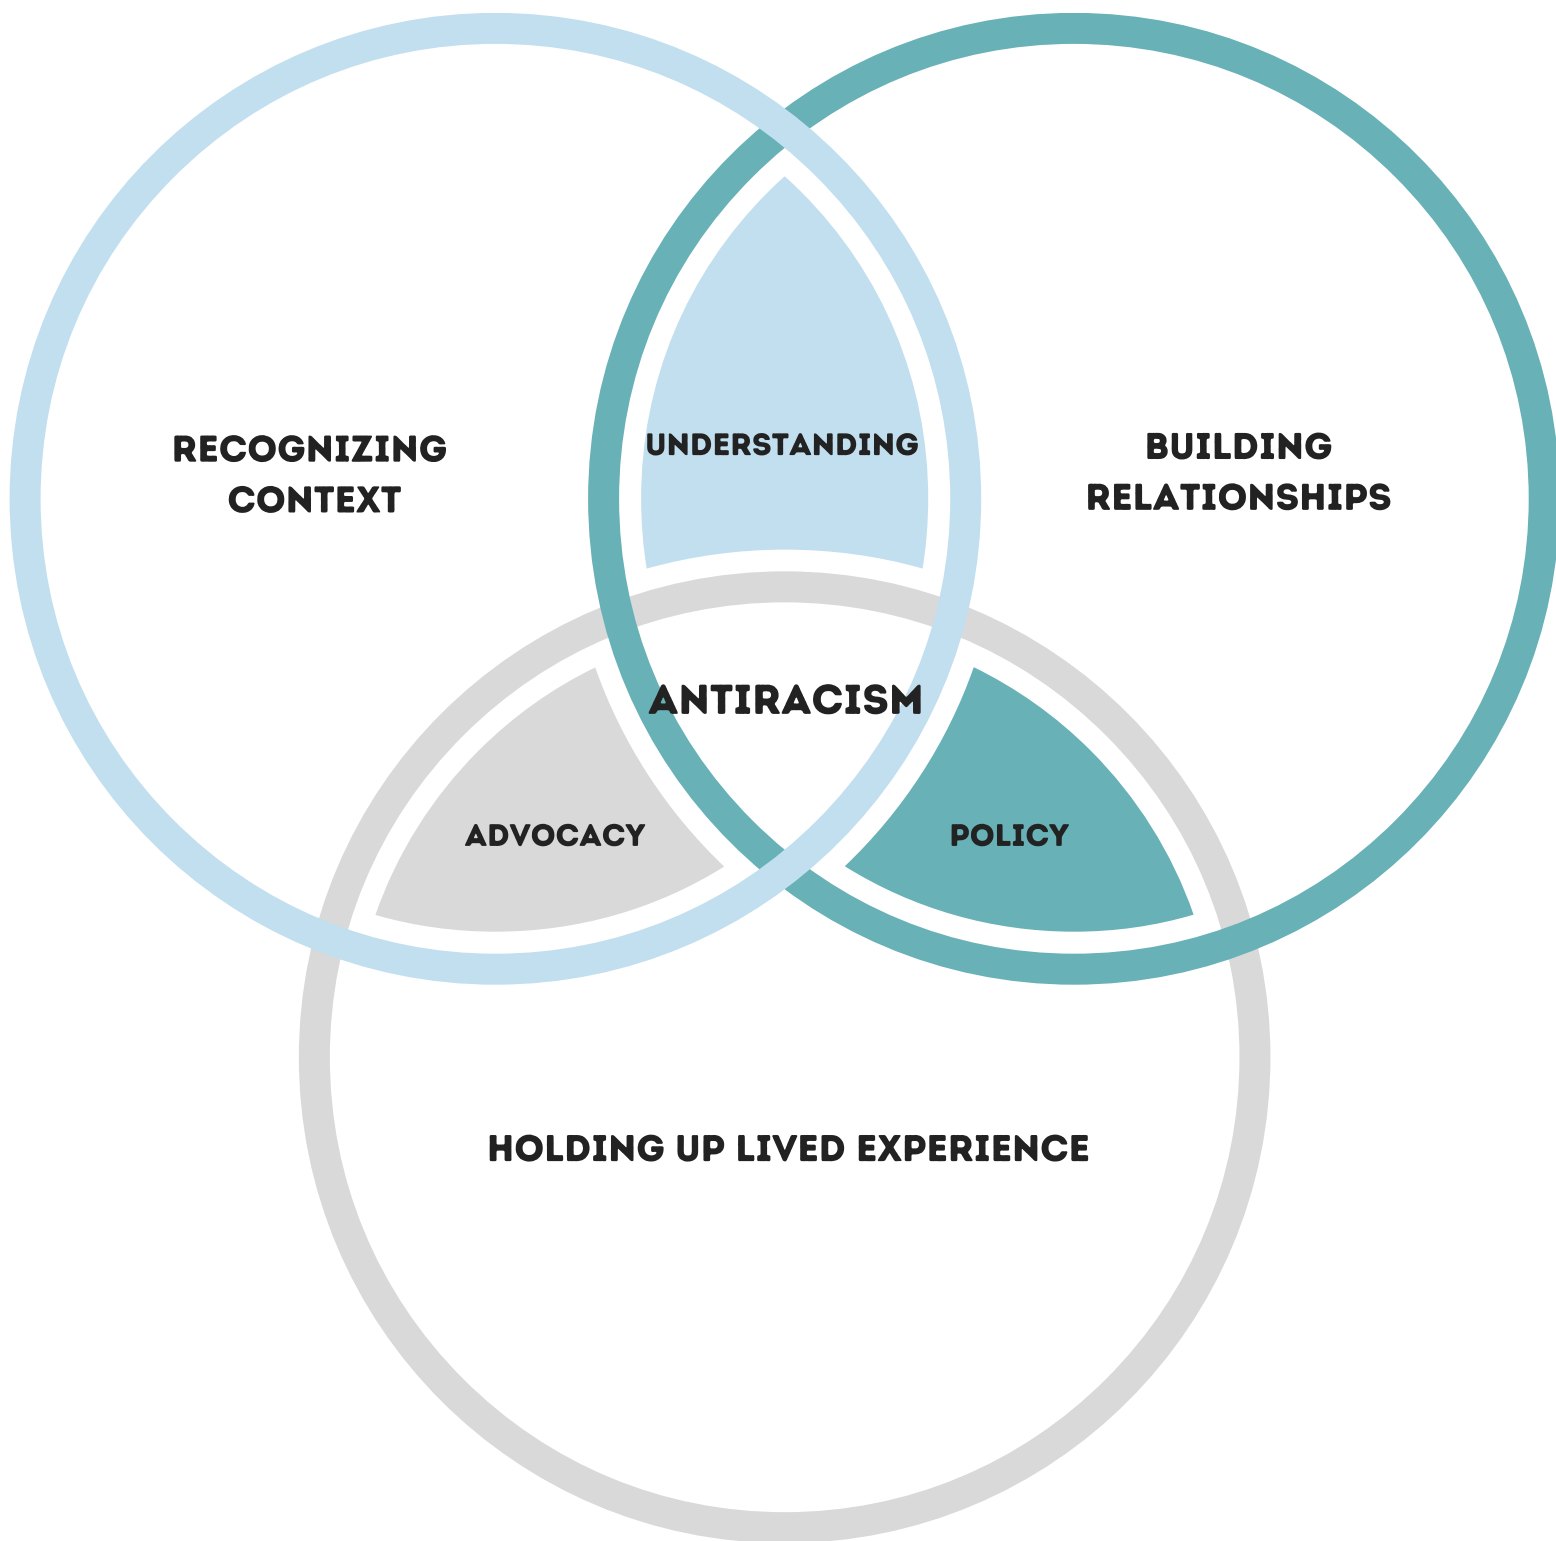 RECOGNIZING
CONTEXT
UNDERSTANDING
BUILDING
RELATIONSHIPS
ANTIRACISM
ADVOCACY
POLICY
HOLDING UP LIVED EXPERIENCE